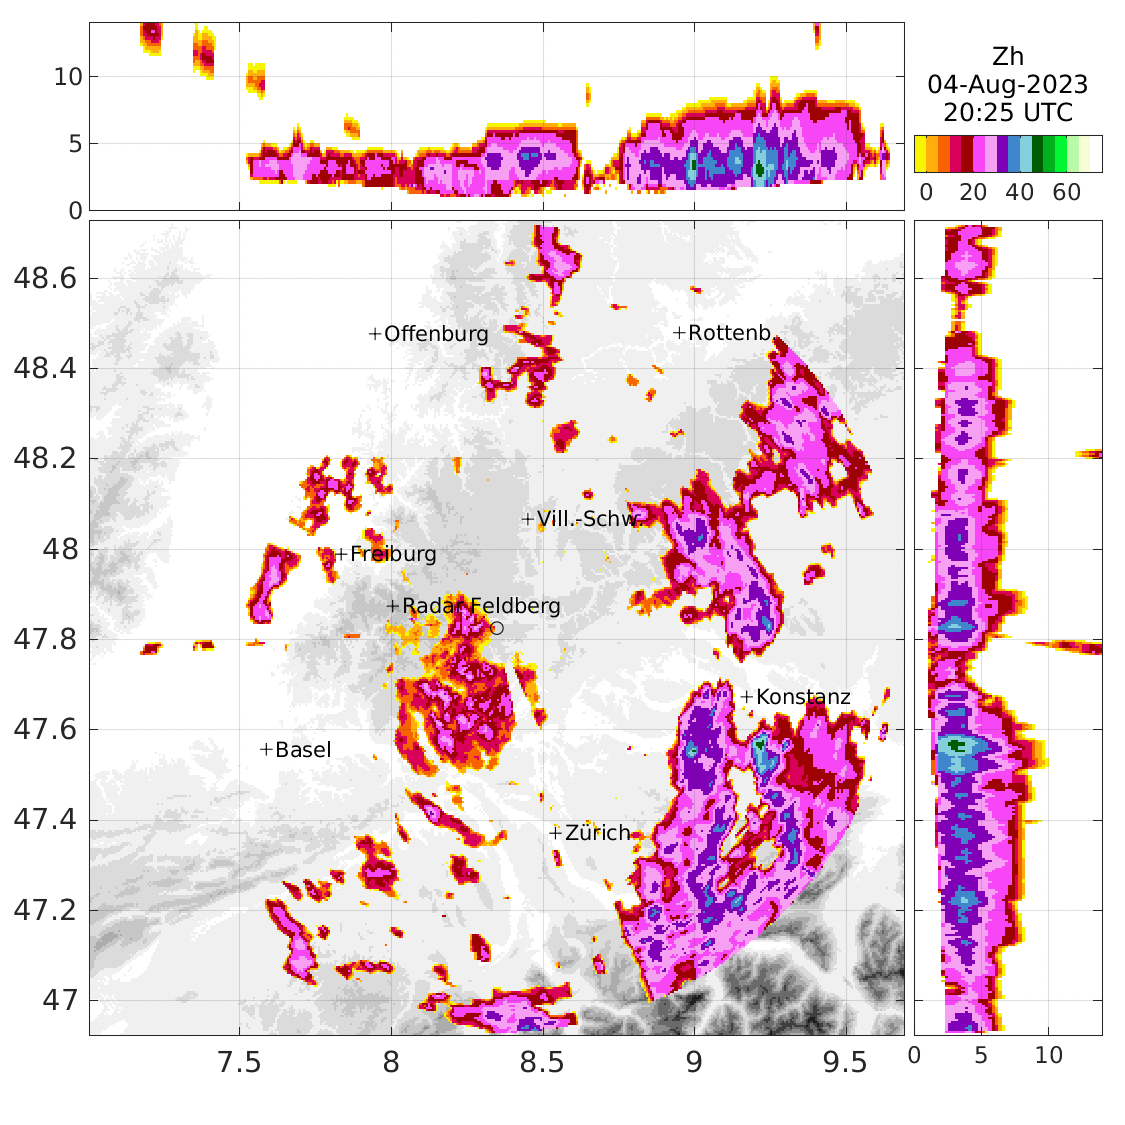 10
5
0
Zh
04-Aug-2023
20:25 UTC
0 20 40 60
48.6
48.4
48.2
48
47.8
47.6
47.4
47.2
47
+Offenburg
+Rottenb.
+Vill.-Schw.
+Freiburg
+Radar Feldberg
+Konstanz
+Basel
+Zürich
7.5 8 8.5 9 9.5
0 5 10